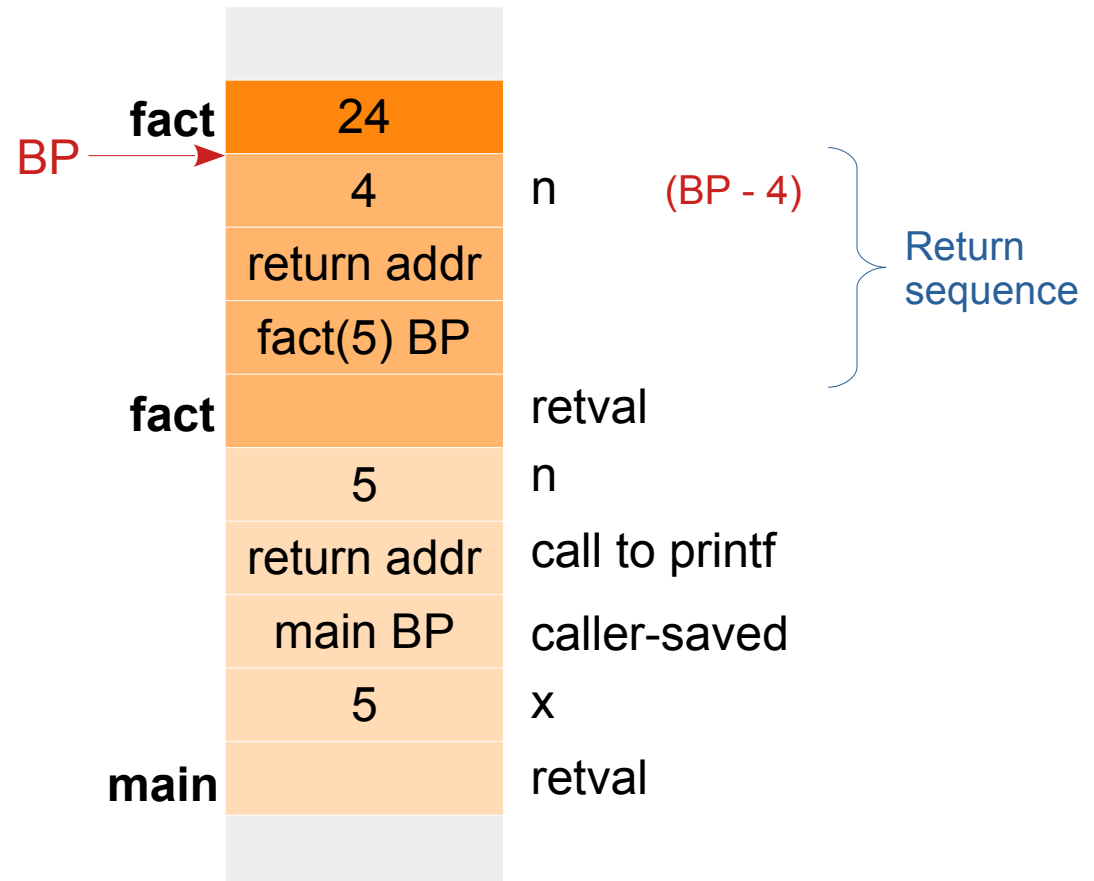 fact
24
BP
4
n
(BP - 4)
return addr
Return
sequence
fact(5) BP
fact
retval
5
n
return addr
call to printf
main BP
caller-saved
5
x
main
retval